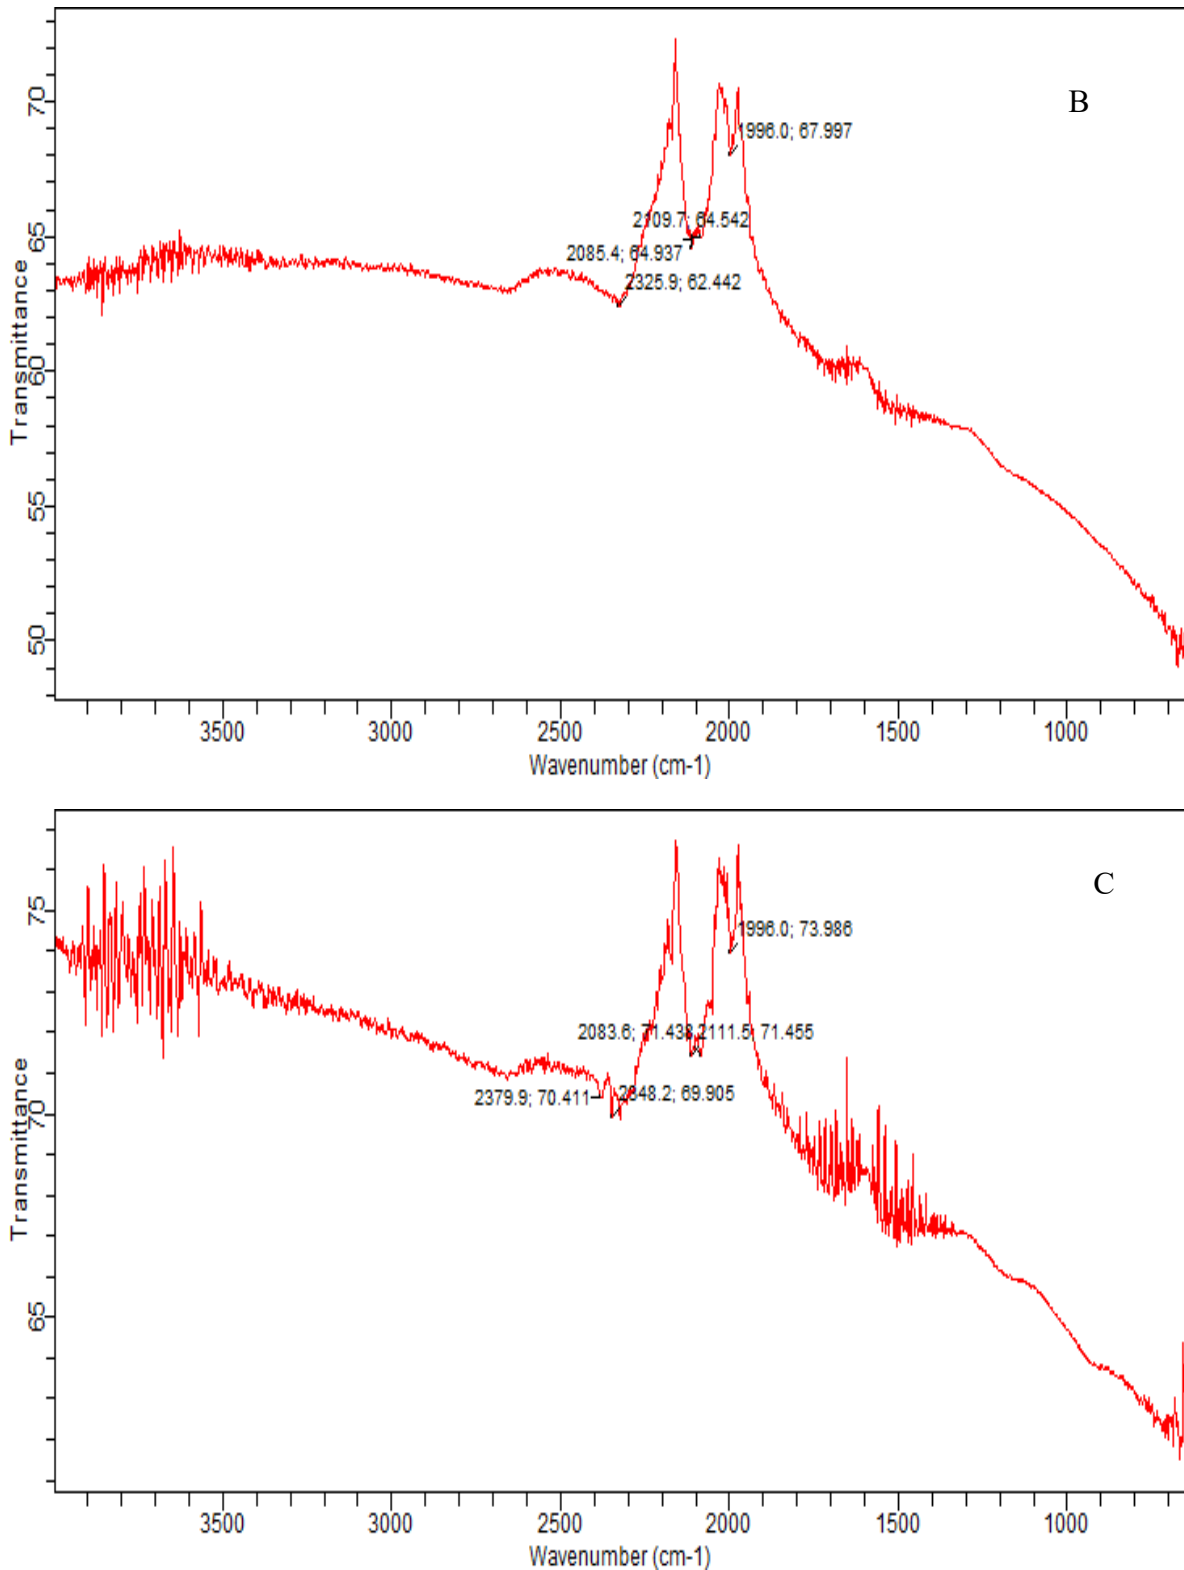 B
70
65
60
55
50
Transmittance
1996.0; 67.997
2109.7; 64.542
2085.4; 64.937
2325.9; 62.442
3500 3000 2500 2000 1500 1000
Wavenumber (cm-1)
C
75
70
65
Transmittance
1996.0; 73.986
2083.6; 71.438 2111.5; 71.455
2379.9; 70.411 2348.2; 69.905
3500 3000 2500 2000 1500 1000
Wavenumber (cm-1)